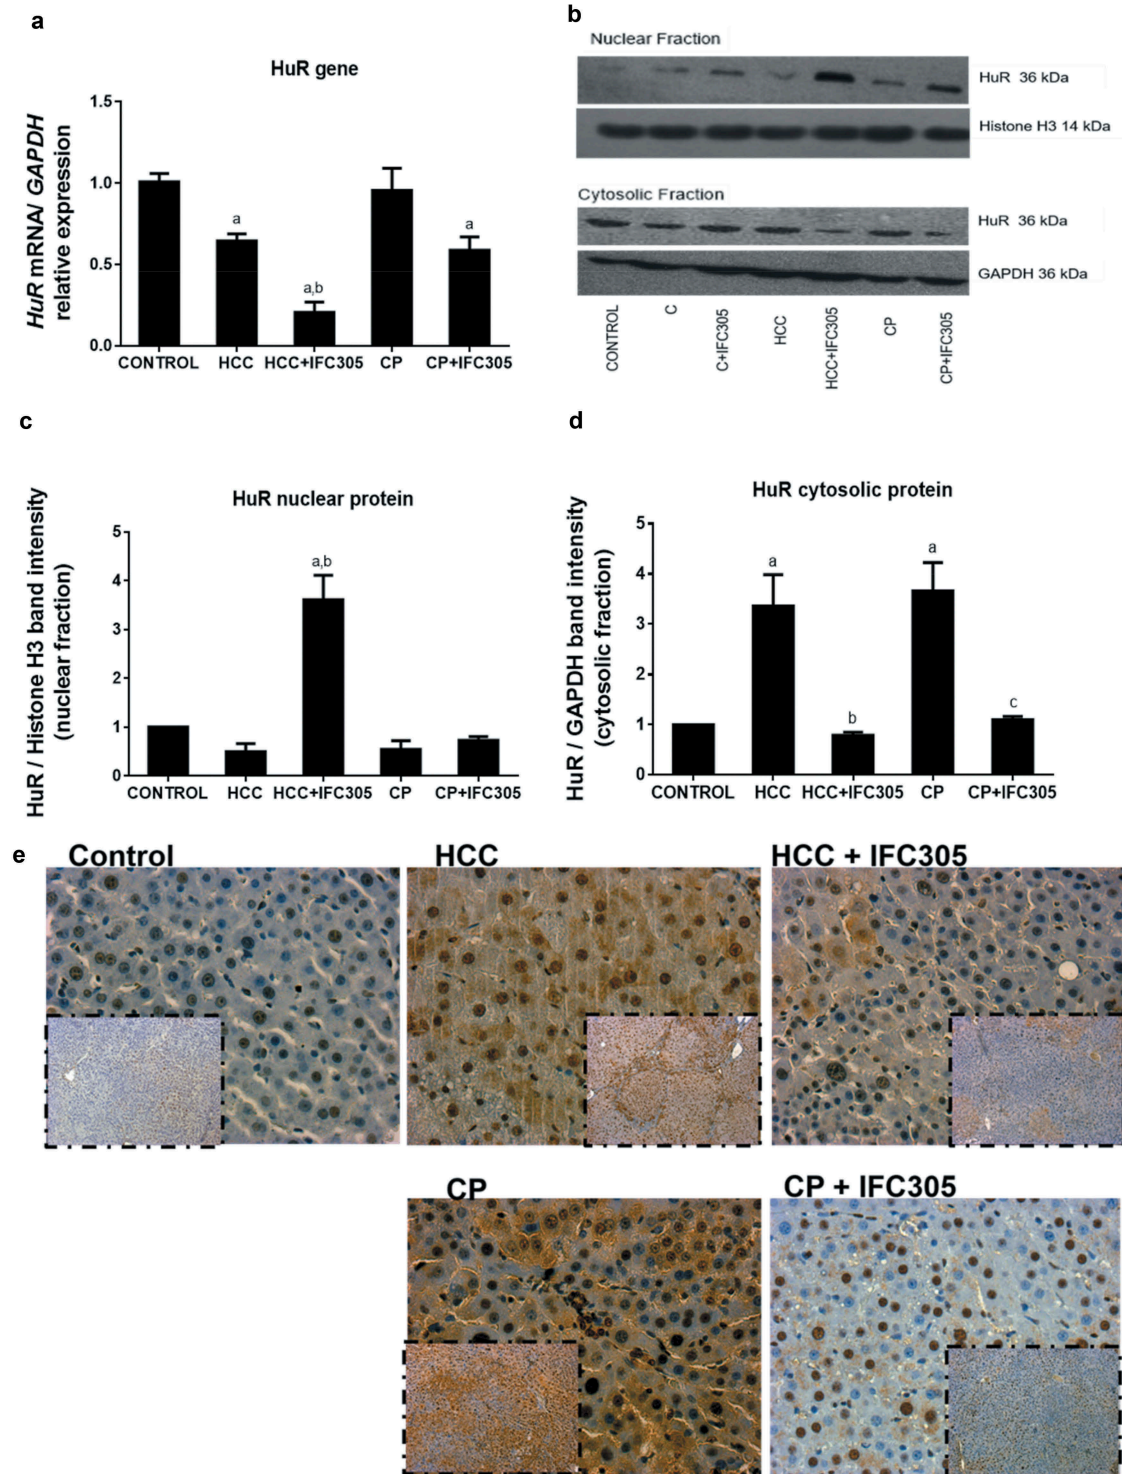 a
HuR gene
HuR mRNA/ GAPDH
relative expression
1.5
1.0
0.5
0.0
a
a,b
a
CONTROL HCC HCC+IFC305 CP CP+IFC305
b
Nuclear Fraction
HuR 36 kDa
Histone H3 14 kDa
Cytosolic Fraction
HuR 36 kDa
GAPDH 36 kDa
CONTROL
C
C+IFC305
HCC
HCC+IFC305
CP
CP+IFC305
c
HuR nuclear protein
HuR / Histone H3 band intensity
(nuclear fraction)
5
4
3
2
1
0
a,b
CONTROL HCC HCC+IFC305 CP CP+IFC305
d
HuR cytosolic protein
HuR / GAPDH band intensity
(cytosolic fraction)
5
4
3
2
1
0
a
b
a
c
CONTROL HCC HCC+IFC305 CP CP+IFC305
e
Control
HCC
HCC + IFC305
CP
CP + IFC305